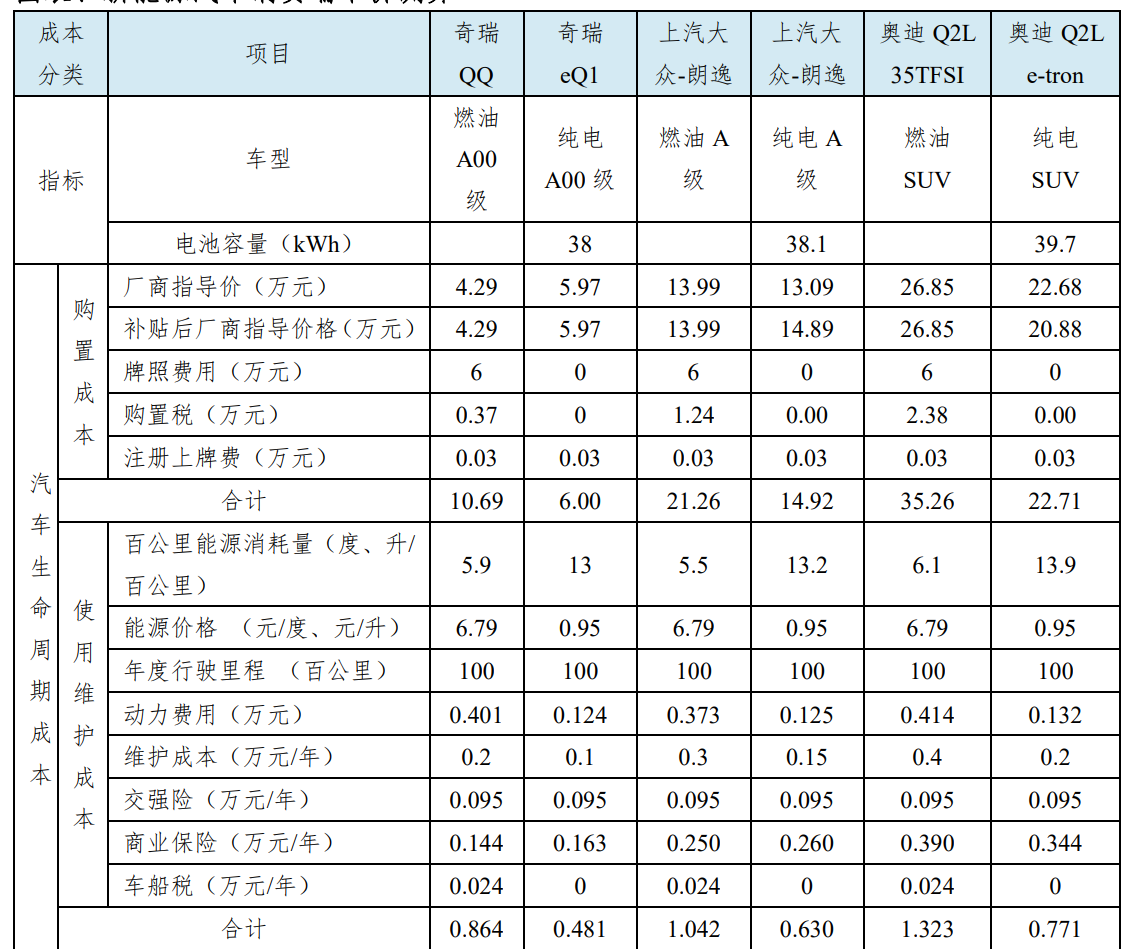 成本 项目 奇瑞 奇瑞 上汽大 上汽大 奥迪 Q2L 奥迪 Q2L
分类 QQ eQ1 众-朗逸 众-朗逸 35TFSI e-tron
指标 车型 燃油 A00 级 纯电 A00 级 燃油 A 级 纯电 A 级 燃油 SUV 纯电 SUV
电池容量（kWh） 38 38.1 39.7
汽车生命周期成本
购置成本
厂商指导价（万元） 4.29 5.97 13.99 13.09 26.85 22.68
补贴后厂商指导价格（万元） 4.29 5.97 13.99 14.89 26.85 20.88
牌照费用（万元） 6 0 6 0 6 0
购置税（万元） 0.37 0 1.24 0.00 2.38 0.00
注册上牌费（万元） 0.03 0.03 0.03 0.03 0.03 0.03
合计 10.69 6.00 21.26 14.92 35.26 22.71
使用维护成本
百公里能源消耗量（度、升/
百公里） 5.9 13 5.5 13.2 6.1 13.9
能源价格 （元/度、元/升） 6.79 0.95 6.79 0.95 6.79 0.95
年度行驶里程 （百公里） 100 100 100 100 100 100
动力费用（万元） 0.401 0.124 0.373 0.125 0.414 0.132
维护成本（万元/年） 0.2 0.1 0.3 0.15 0.4 0.2
交强险（万元/年） 0.095 0.095 0.095 0.095 0.095 0.095
商业保险（万元/年） 0.144 0.163 0.250 0.260 0.390 0.344
车船税（万元/年） 0.024 0 0.024 0 0.024 0
合计 0.864 0.481 1.042 0.630 1.323 0.771